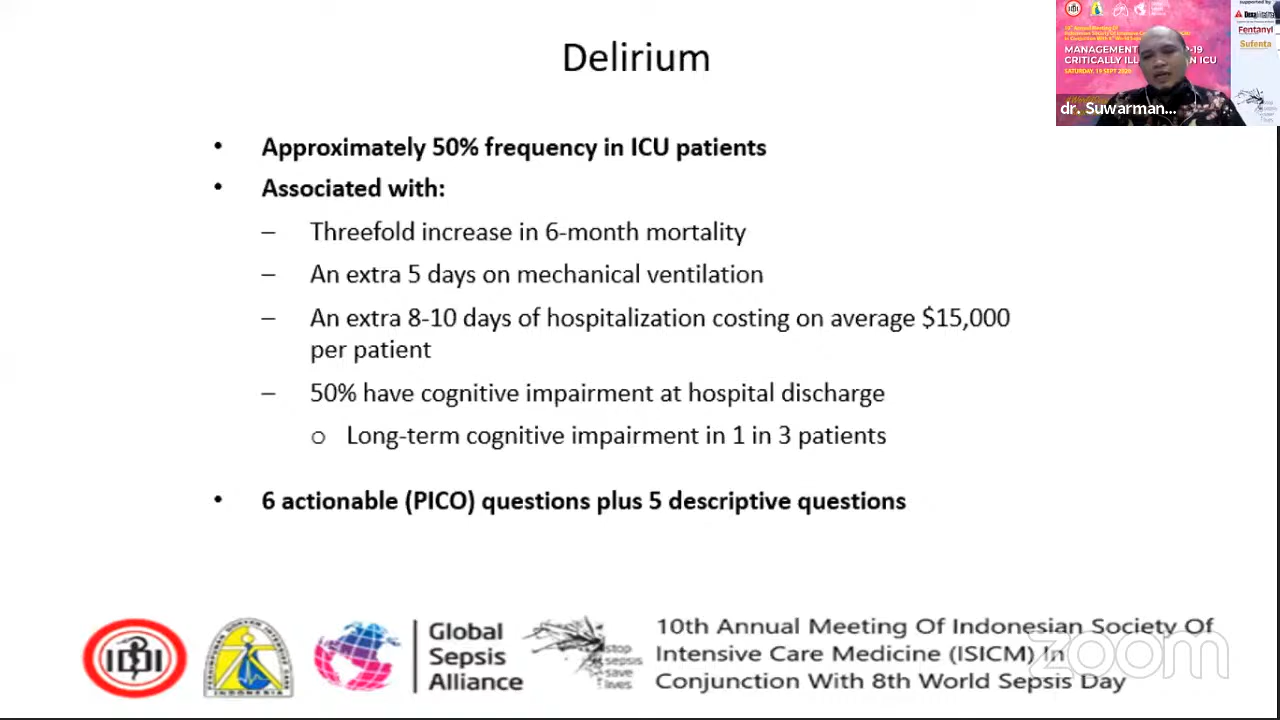 Delirium
• Approximately 50% frequency in ICU patients
• Associated with:
– Threefold increase in 6-month mortality
– An extra 5 days on mechanical ventilation
– An extra 8-10 days of hospitalization costing on average $15,000
per patient
– 50% have cognitive impairment at hospital discharge
o Long-term cognitive impairment in 1 in 3 patients
• 6 actionable (PICO) questions plus 5 descriptive questions
supported by
Fentanyl
Sufenta
MANAGEMENT
CRITICALLY ILL
ICU
SATURDAY, 19 SEPT 2020
dr. Suwarman...
IDI
INDONESIA
Global
Sepsis
Alliance
stop
sepsis
save
lives
10th Annual Meeting Of Indonesian Society Of
Intensive Care Medicine (ISICM) In
Conjunction With 8th World Sepsis Day
zoom